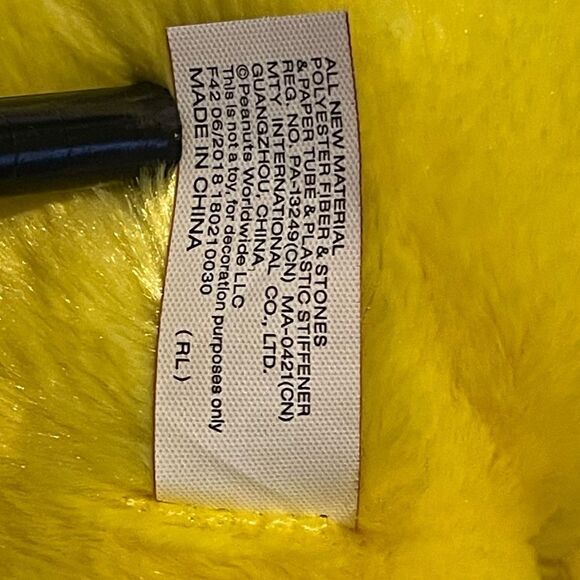 ALL NEW MATERIAL
POLYESTER FIBER & STONES
& PAPER TUBE & PLASTIC STIFFENER
REG. NO. PA-13249(CN) MA-0421(CN)
MTY INTERNATIONAL CO., LTD.
GUANGZHOU, CHINA
© Peanuts Worldwide LLC
This is not a toy, for decoration purposes only
F42 06/2018 180210030
MADE IN CHINA
(RL.)